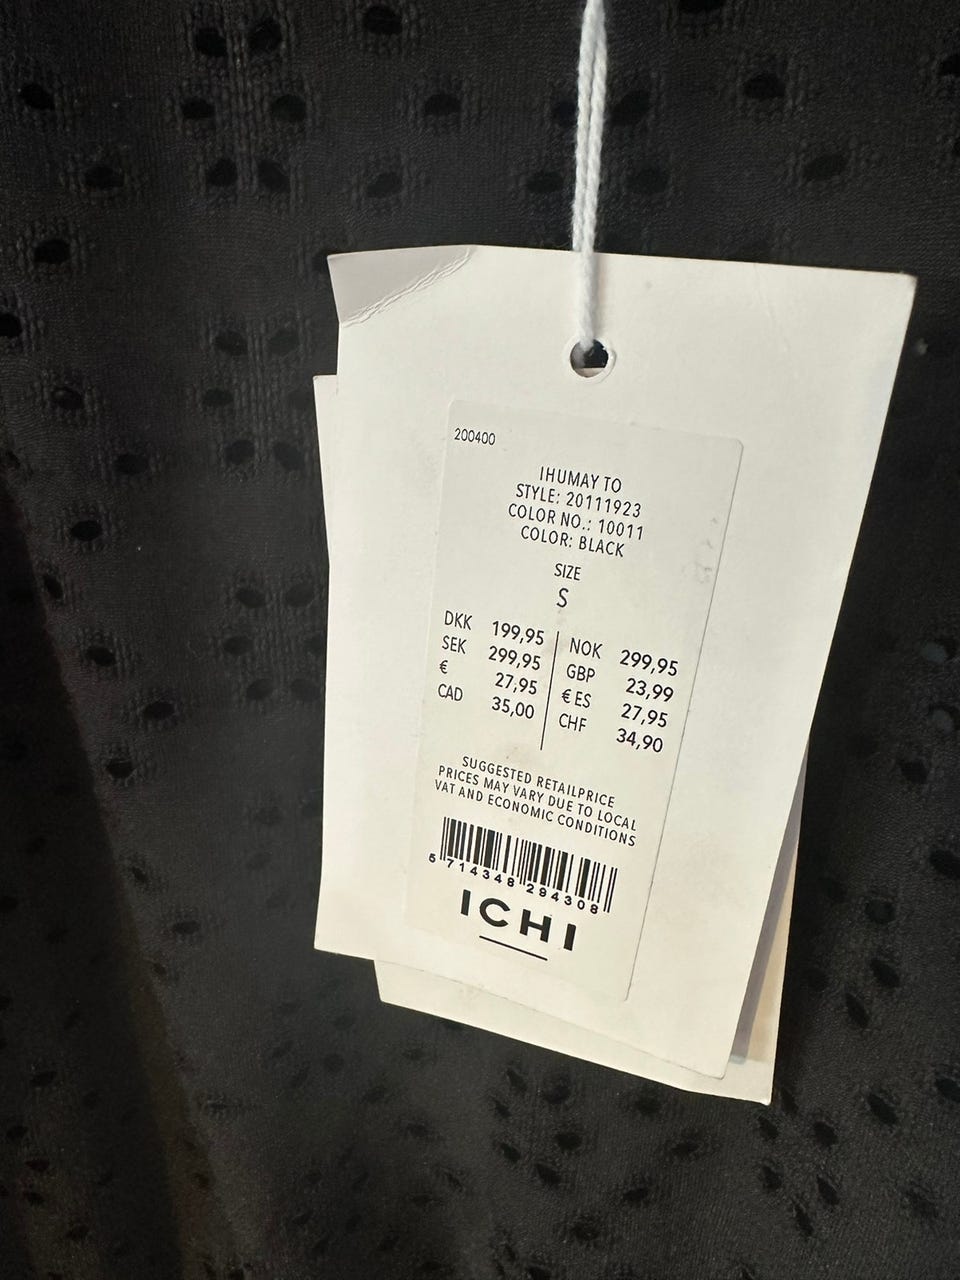 200400
IHUMAY TO
STYLE: 20111923
COLOR NO.: 10011
COLOR: BLACK
SIZE
S
DKK 199,95 NOK 299,95
SEK 299,95 GBP 23,99
€ 27,95 € ES 27,95
CAD 35,00 CHF 34,90
SUGGESTED RETAILPRICE
PRICES MAY VARY DUE TO LOCAL
VAT AND ECONOMIC CONDITIONS
5 714348 294308
ICHI